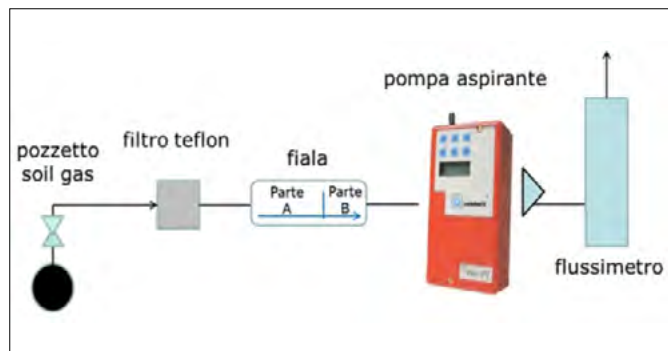 pompa aspirante
filtro teflon
fiala
pozzetto
soil gas
Parte
A
Parte
B
flussimetro